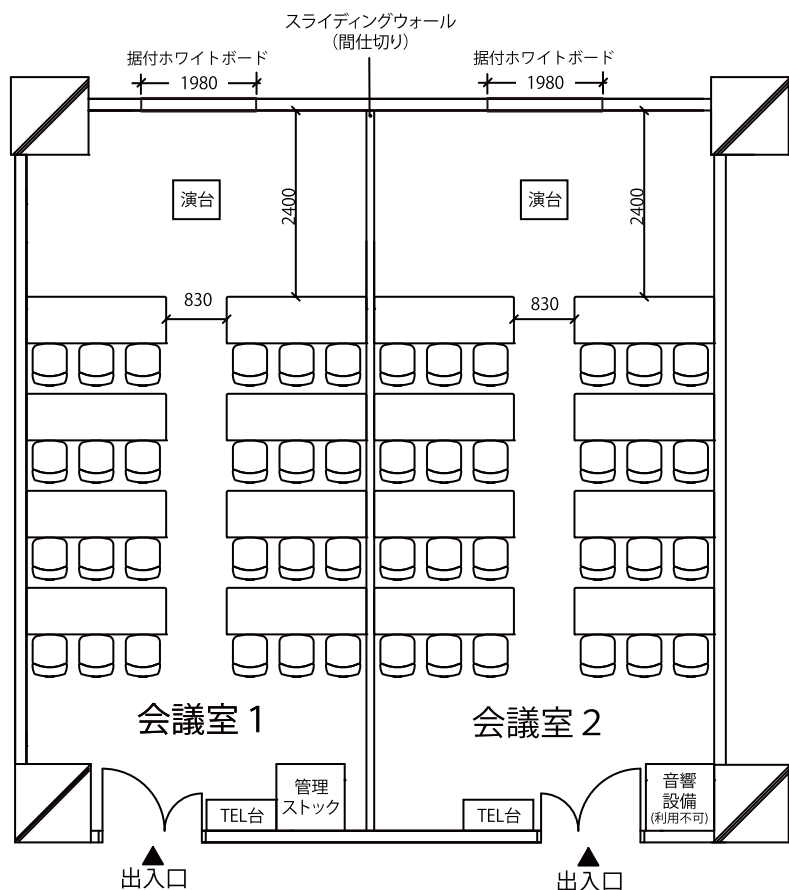 スライディングウォール
（間仕切り）
据付ホワイトボード
1980
据付ホワイトボード
1980
演台
2400
演台
2400
830
830
会議室 1
会議室 2
管理
ストック
TEL台
TEL台
音響
設備
(利用不可)
▲
出入口
▲
出入口